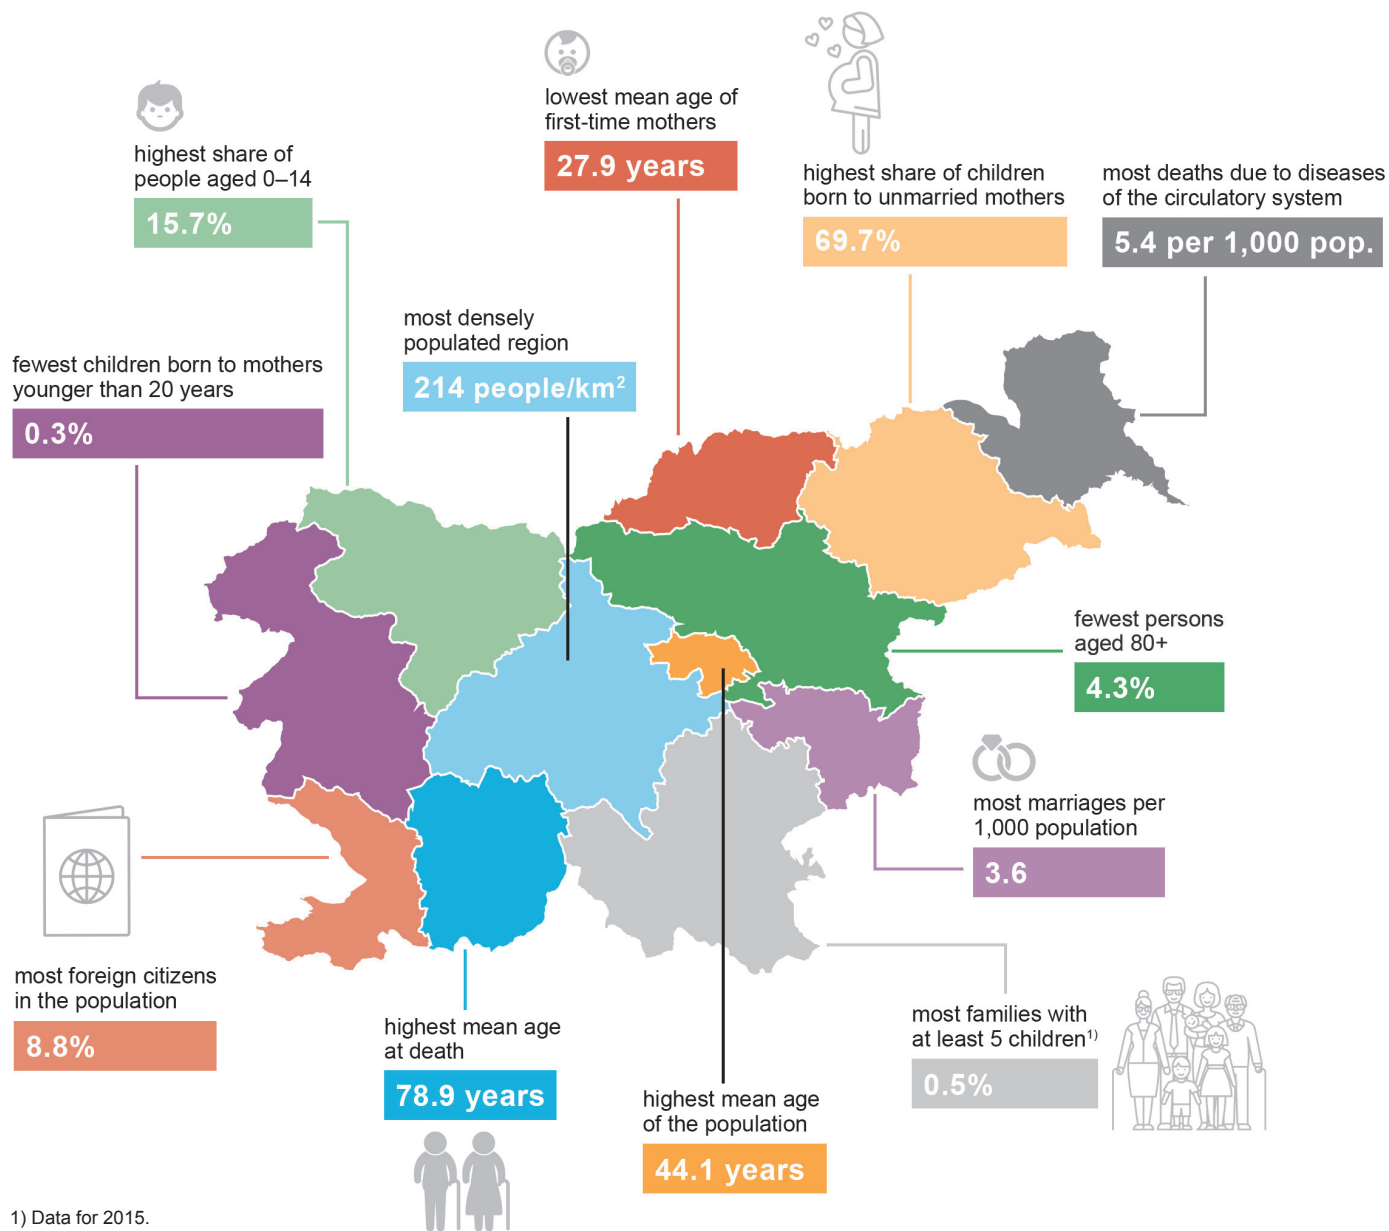 lowest mean age of
first-time mothers
27.9 years
highest share of
people aged 0–14
15.7%
highest share of children
born to unmarried mothers
69.7%
most deaths due to diseases
of the circulatory system
5.4 per 1,000 pop.
most densely
populated region
214 people/km²
fewest children born to mothers
younger than 20 years
0.3%
fewest persons
aged 80+
4.3%
most marriages per
1,000 population
3.6
most foreign citizens
in the population
8.8%
highest mean age
at death
78.9 years
most families with
at least 5 children¹⁾
0.5%
highest mean age
of the population
44.1 years
1) Data for 2015.